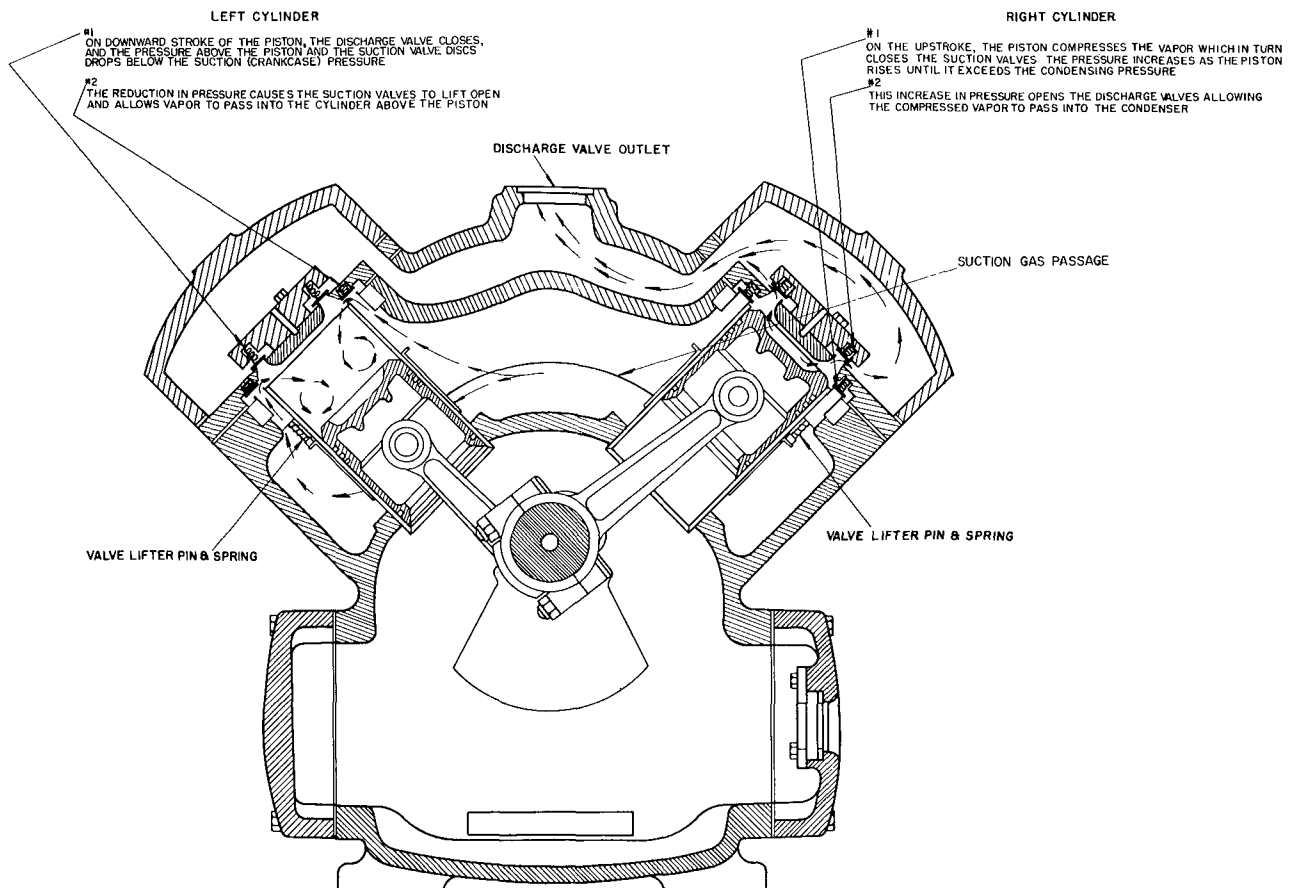 LEFT CYLINDER
#1
ON DOWNWARD STROKE OF THE PISTON, THE DISCHARGE VALVE CLOSES,
AND THE PRESSURE ABOVE THE PISTON AND THE SUCTION VALVE DISCS
DROPS BELOW THE SUCTION (CRANKCASE) PRESSURE
#2
THE REDUCTION IN PRESSURE CAUSES THE SUCTION VALVES TO LIFT OPEN
AND ALLOWS VAPOR TO PASS INTO THE CYLINDER ABOVE THE PISTON
RIGHT CYLINDER
#1
ON THE UPSTROKE, THE PISTON COMPRESSES THE VAPOR WHICH IN TURN
CLOSES THE SUCTION VALVES THE PRESSURE INCREASES AS THE PISTON
RISES UNTIL IT EXCEEDS THE CONDENSING PRESSURE
#2
THIS INCREASE IN PRESSURE OPENS THE DISCHARGE VALVES ALLOWING
THE COMPRESSED VAPOR TO PASS INTO THE CONDENSER
DISCHARGE VALVE OUTLET
SUCTION GAS PASSAGE
VALVE LIFTER PIN & SPRING
VALVE LIFTER PIN & SPRING